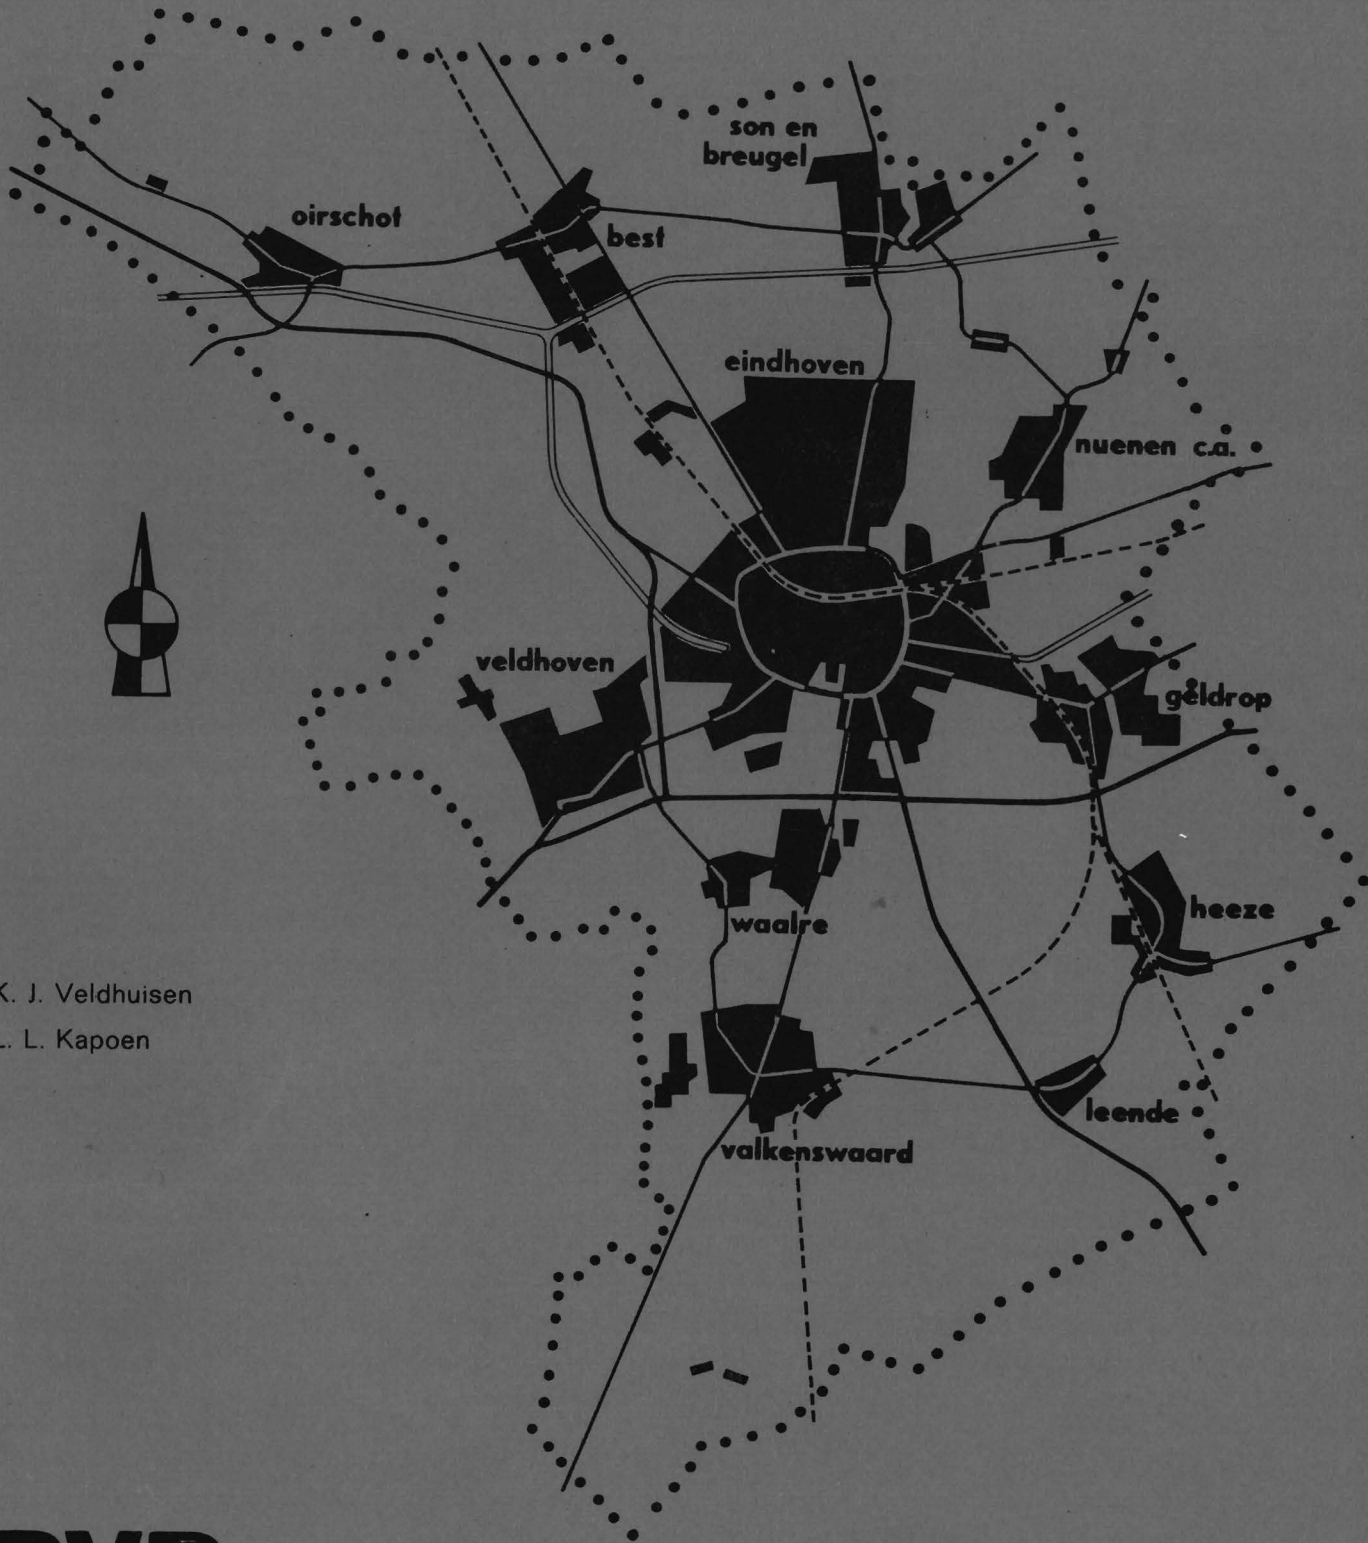 son en
breugel
oirschot
best
eindhoven
nuenen c.a.
veldhoven
geldrop
heeze
waalre
K. J. Veldhuisen
L. L. Kapoen
leende
valkenswaard